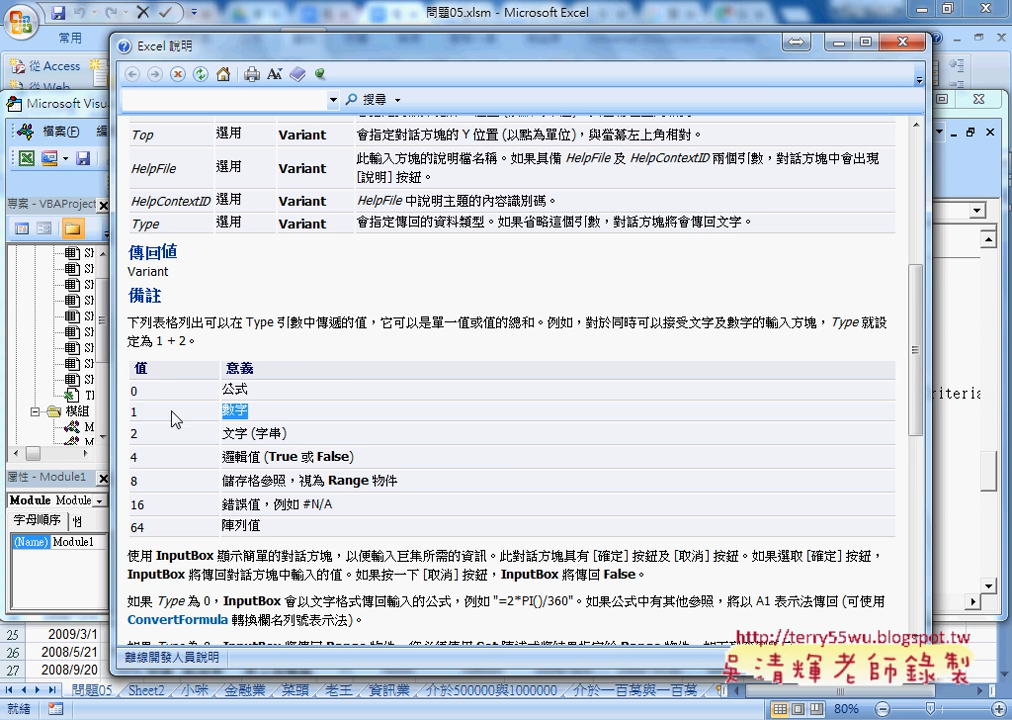 問題05.xlsm - Microsoft Excel
常用
從 Access
從 Web
Excel 說明
Microsoft Visu
檔案(F) 編
搜尋
專案 - VBAProject
Top 選用 Variant 會指定對話方塊的 Y 位置 (以點為單位)，與螢幕左上角相對。
HelpFile 選用 Variant 此輸入方塊的說明檔名稱。如果具備 HelpFile 及 HelpContextID 兩個引數，對話方塊中會出現
[說明] 按鈕。
HelpContextID 選用 Variant HelpFile 中說明主題的內容識別碼。
Type 選用 Variant 會指定傳回的資料類型。如果省略這個引數，對話方塊將會傳回文字。
傳回值
Variant
備註
下列表格列出可以在 Type 引數中傳遞的值，它可以是單一值或值的總和。例如，對於同時可以接受文字及數字的輸入方塊，Type 就設
定為 1 + 2。
值 意義
0 公式
1 數字
2 文字 (字串)
4 邏輯值 (True 或 False)
8 儲存格參照，視為 Range 物件
16 錯誤值，例如 #N/A
64 陣列值
使用 InputBox 顯示簡單的對話方塊，以便輸入巨集所需的資訊。此對話方塊具有 [確定] 按鈕及 [取消] 按鈕。如果選取 [確定] 按鈕，
InputBox 將傳回對話方塊中輸入的值。如果按一下 [取消] 按鈕，InputBox 將傳回 False。
如果 Type 為 0，InputBox 會以文字格式傳回輸入的公式，例如 "=2*PI()/360"。如果公式中有其他參照，將以 A1 表示法傳回 (可使用
ConvertFormula 轉換欄名列號表示法)。
離線開發人員說明
模組
屬性 - Module1
Module1 Module
字母順序
(Name) Module1
riteria
25 2009/3/1
26 2008/5/21
27 2008/9/20
http://terry55wu.blogspot.tw
吳清輝老師錄製
問題05 Sheet2 小咪 金融業 菜頭 老王 資訊業 介於500000與1000000 介於一百萬與一百萬
就緒
80%